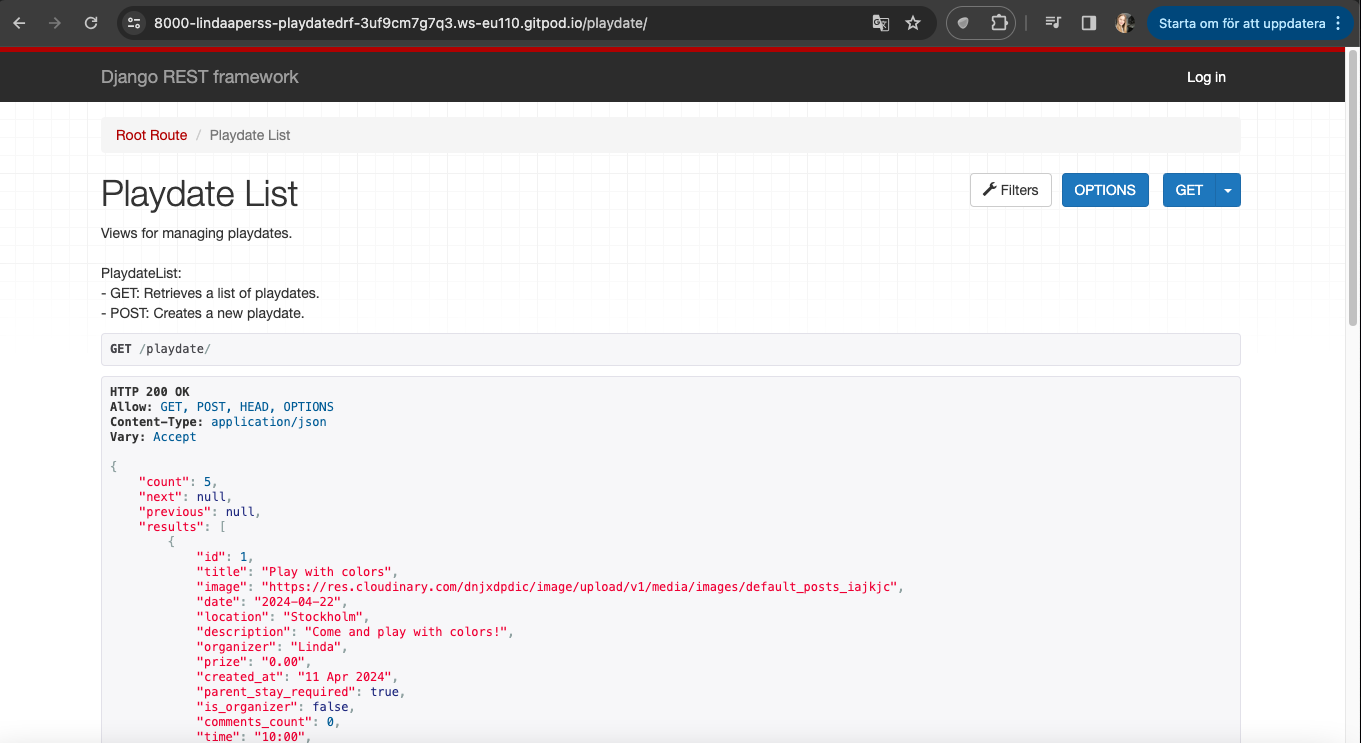 8000-lindaaperss-playdatedrf-3uf9cm7g7q3.ws-eu110.gitpod.io/playdate/
Starta om för att uppdatera
Django REST framework
Log in
Root Route / Playdate List
Playdate List
Filters
OPTIONS
GET
Views for managing playdates.
PlaydateList:
- GET: Retrieves a list of playdates.
- POST: Creates a new playdate.
GET /playdate/
HTTP 200 OK
Allow: GET, POST, HEAD, OPTIONS
Content-Type: application/json
Vary: Accept
{
"count": 5,
"next": null,
"previous": null,
"results": [
{
"id": 1,
"title": "Play with colors",
"image": "https://res.cloudinary.com/dnjxdpdic/image/upload/v1/media/images/default_posts_iajkjc",
"date": "2024-04-22",
"location": "Stockholm",
"description": "Come and play with colors!",
"organizer": "Linda",
"prize": "0.00",
"created_at": "11 Apr 2024",
"parent_stay_required": true,
"is_organizer": false,
"comments_count": 0,
"time": "10:00",